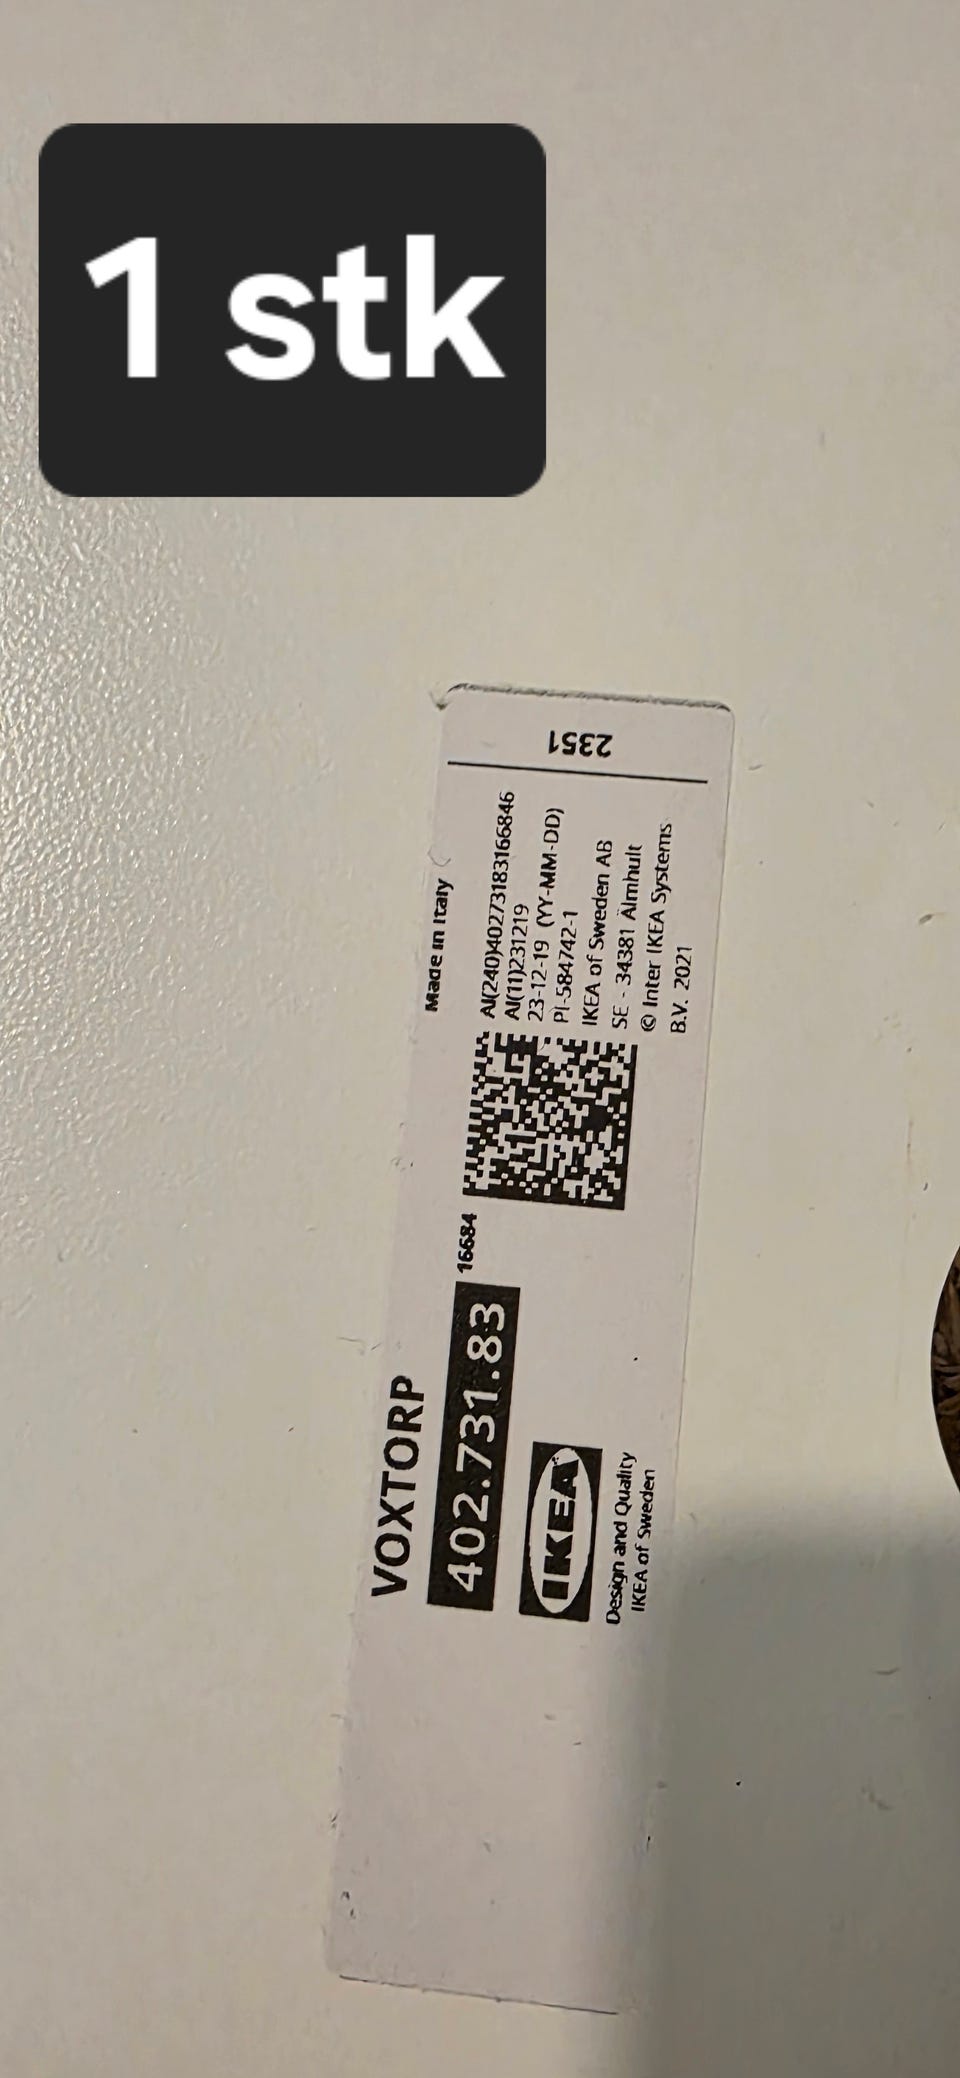 1 stk
VOXTORP
402.731.83
16684
Made in Italy
AI(240)40273183166846
AI(11)231219
23-12-19 (YY-MM-DD)
PI-584742-1
IKEA of Sweden AB
SE - 34381 Älmhult
© Inter IKEA Systems
B.V. 2021
2351
IKEA
Design and Quality
IKEA of Sweden